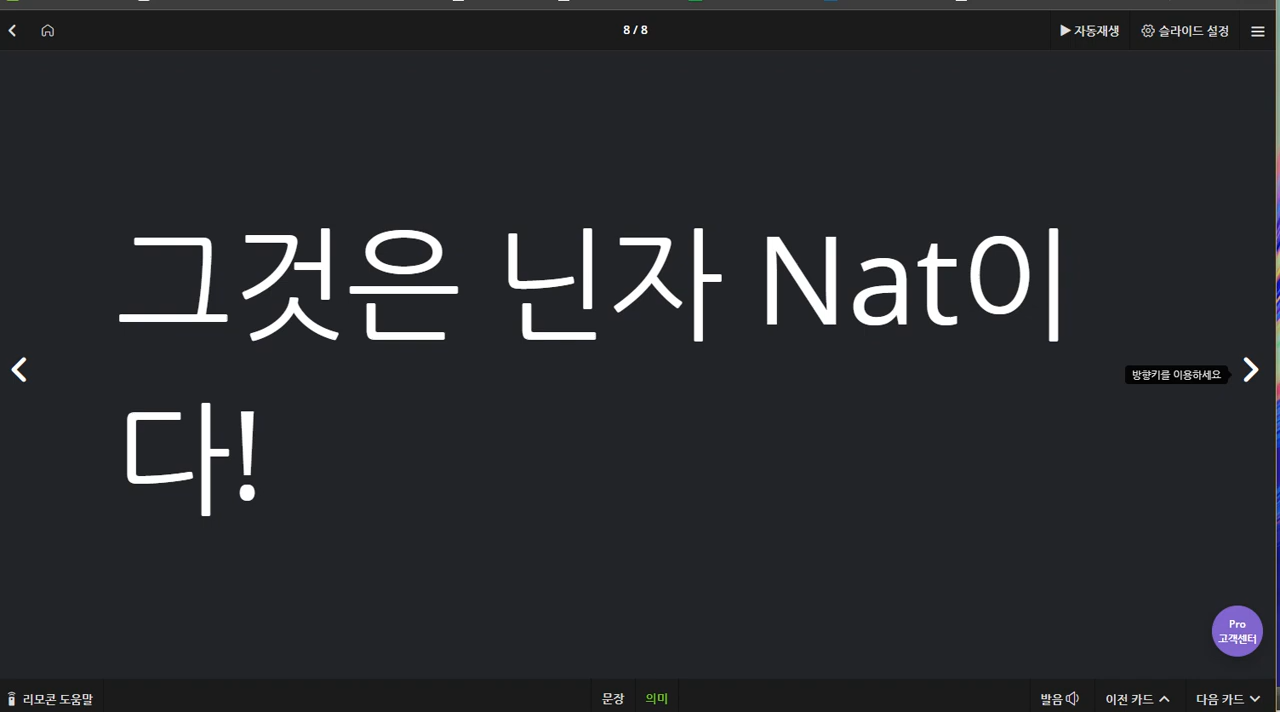 8 / 8
자동재생
슬라이드 설정
그것은 닌자 Nat이
다!
방향키를 이용하세요
Pro
고객센터
리모콘 도움말
문장
의미
발음
이전 카드
다음 카드